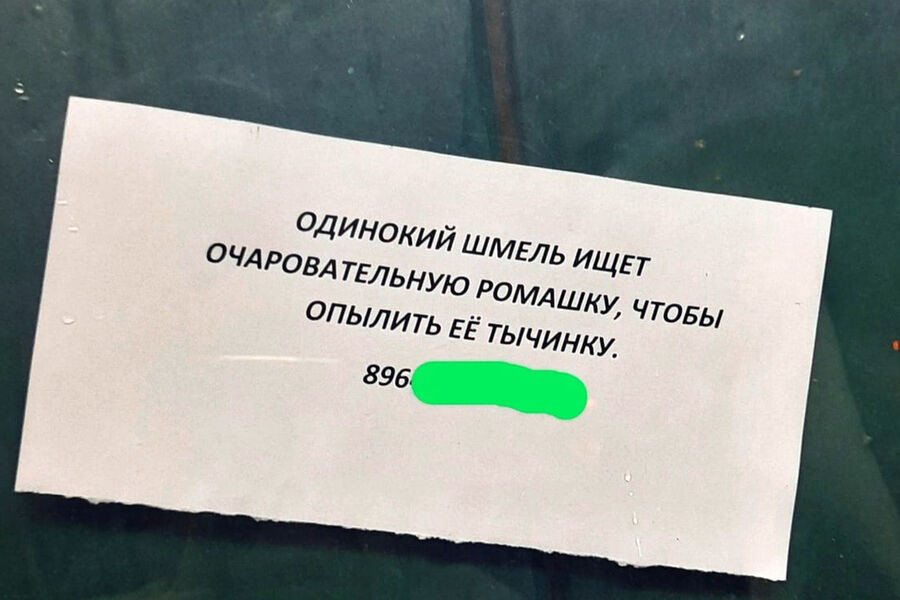 ОДИНОКИЙ ШМЕЛЬ ИЩЕТ
ОЧАРОВАТЕЛЬНУЮ РОМАШКУ, ЧТОБЫ
ОПЫЛИТЬ ЕЁ ТЫЧИНКУ.
896